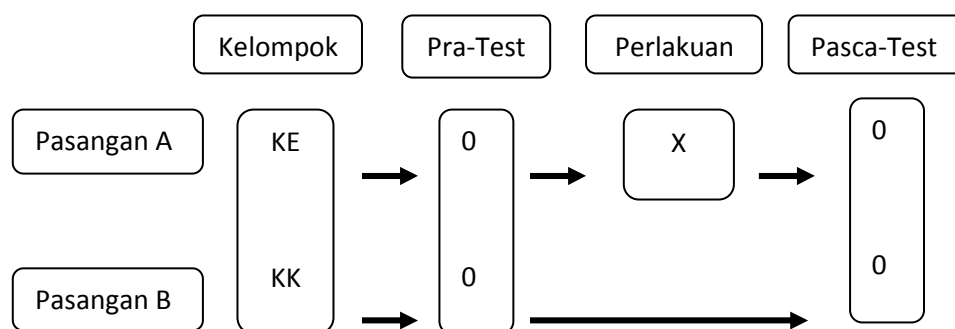 Kelompok Pra-Test Perlakuan Pasca-Test
Pasangan A KE 0 X 0
Pasangan B KK 0 0